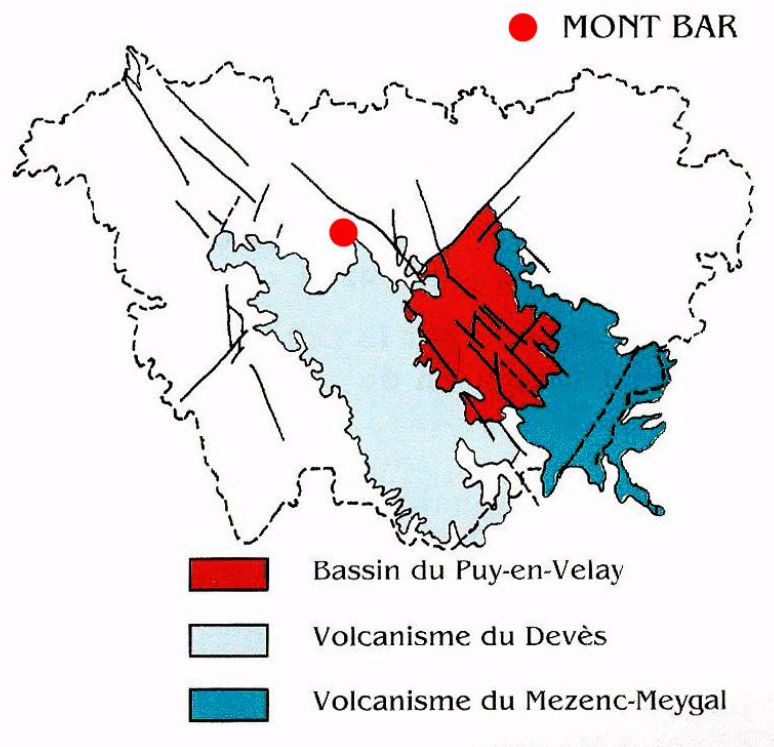 MONT BAR
Bassin du Puy-en-Velay
Volcanisme du Devès
Volcanisme du Mezenc-Meygal